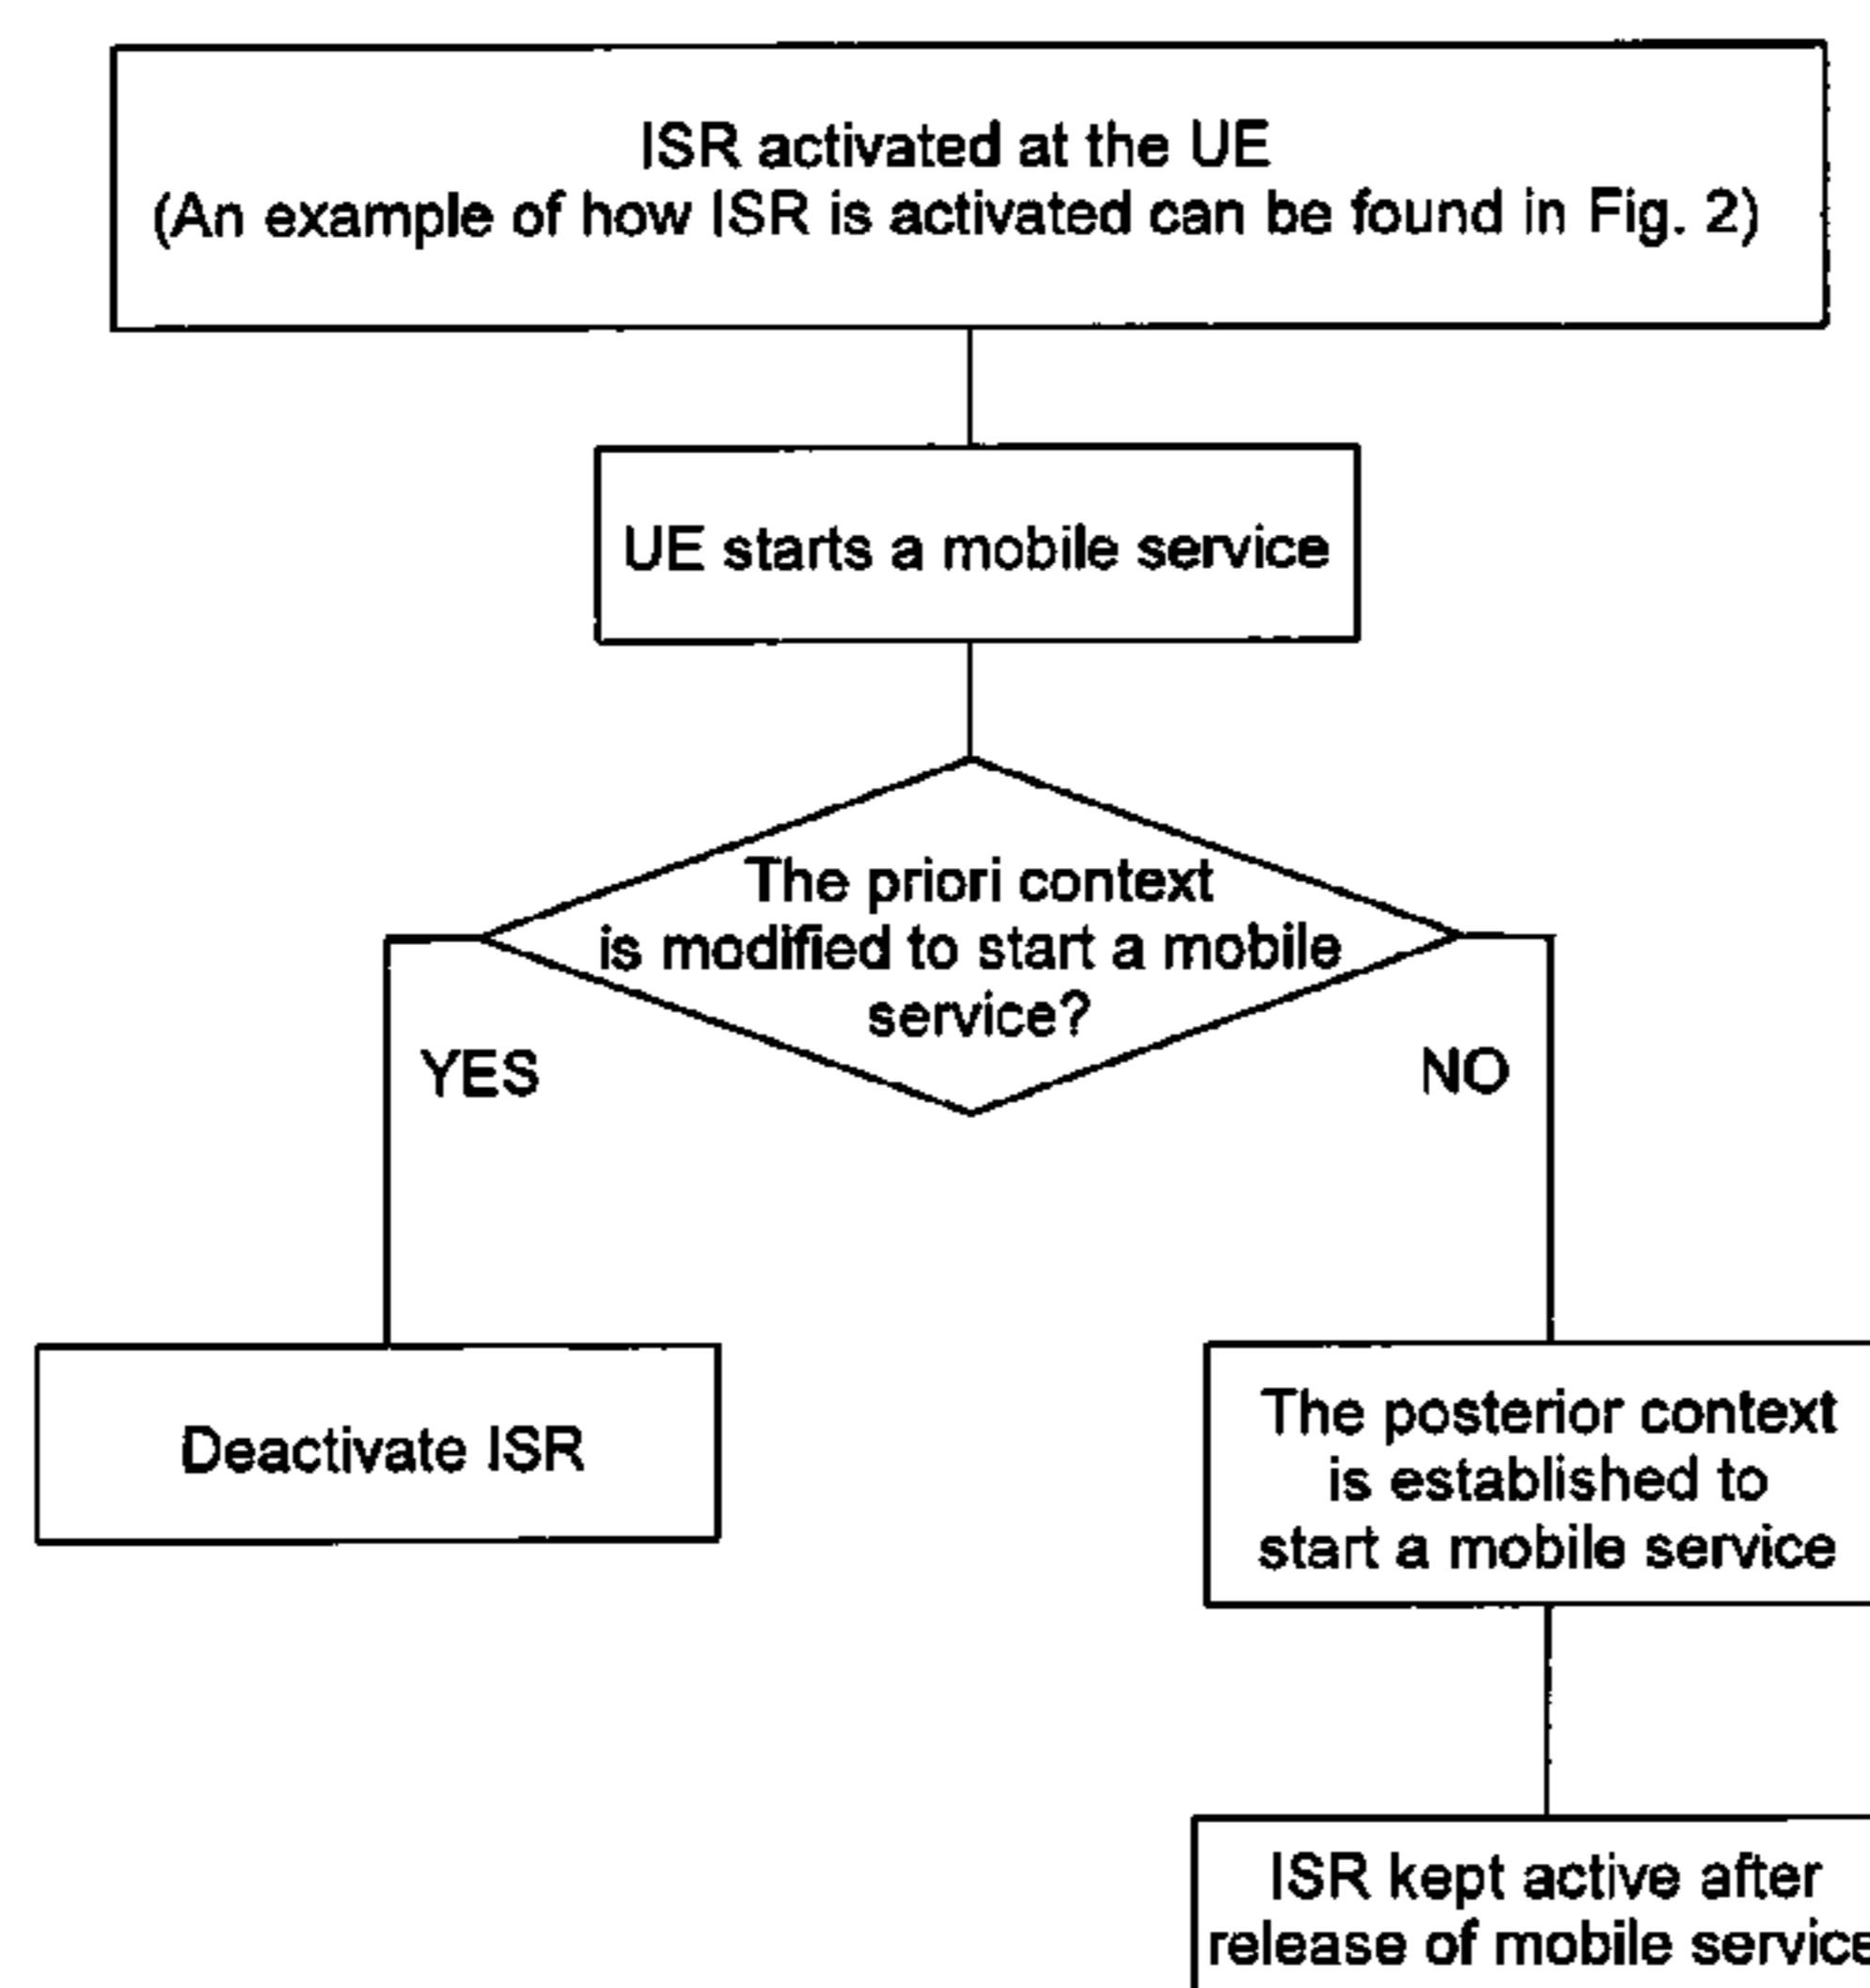 ISR activated at the UE
(An example of how ISR is activated can be found in Fig. 2)
UE starts a mobile service
The priori context
is modified to start a mobile
service?
YES
NO
Deactivate ISR
The posterior context
is established to
start a mobile service
ISR kept active after
release of mobile service